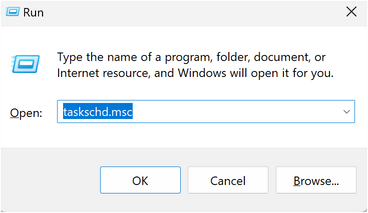 Run
Type the name of a program, folder, document, or
Internet resource, and Windows will open it for you.
Open: taskschd.msc
OK Cancel Browse...